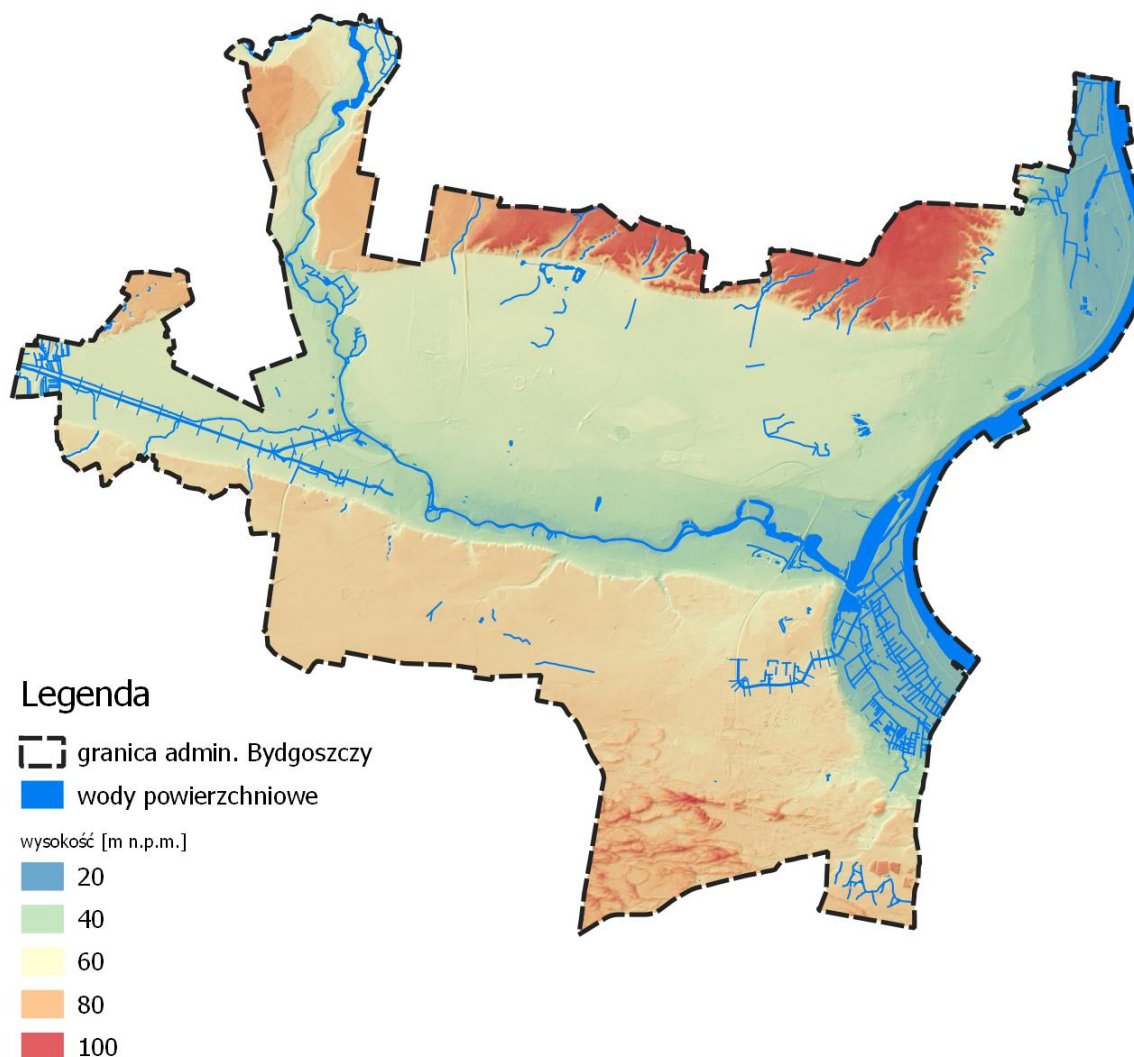 Legenda
granica admin. Bydgoszczy
wody powierzchniowe
wysokość [m n.p.m.]
20
40
60
80
100